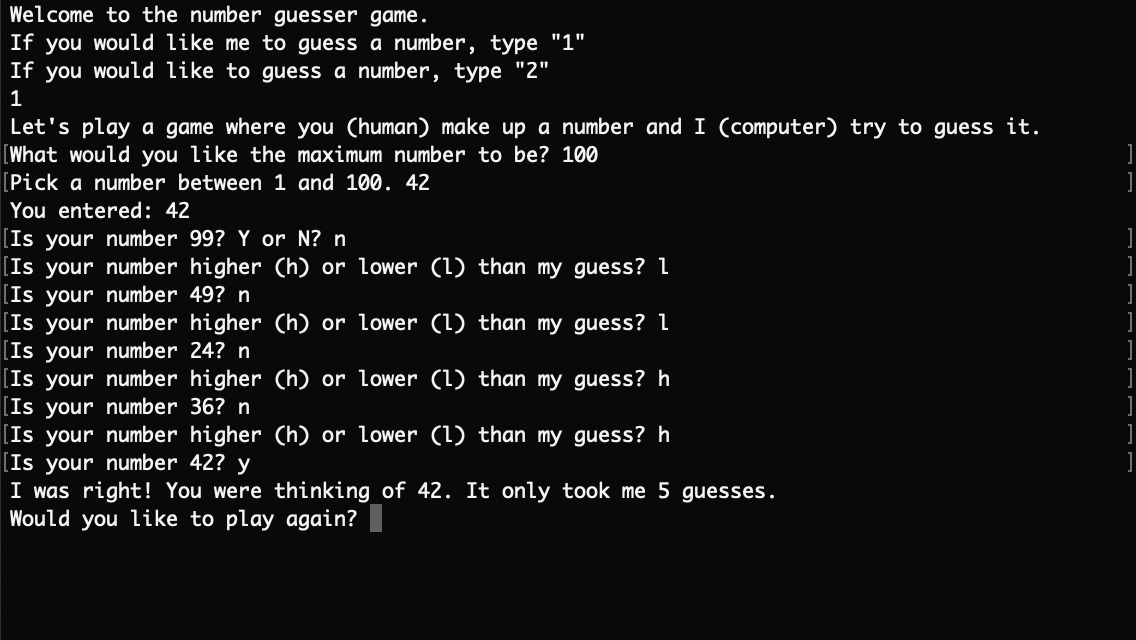 Welcome to the number guesser game.
If you would like me to guess a number, type "1"
If you would like to guess a number, type "2"
1
Let's play a game where you (human) make up a number and I (computer) try to guess it.
[What would you like the maximum number to be? 100 ]
[Pick a number between 1 and 100. 42 ]
You entered: 42
[Is your number 99? Y or N? n ]
[Is your number higher (h) or lower (l) than my guess? l ]
[Is your number 49? n ]
[Is your number higher (h) or lower (l) than my guess? l ]
[Is your number 24? n ]
[Is your number higher (h) or lower (l) than my guess? h ]
[Is your number 36? n ]
[Is your number higher (h) or lower (l) than my guess? h ]
[Is your number 42? y ]
I was right! You were thinking of 42. It only took me 5 guesses.
Would you like to play again?